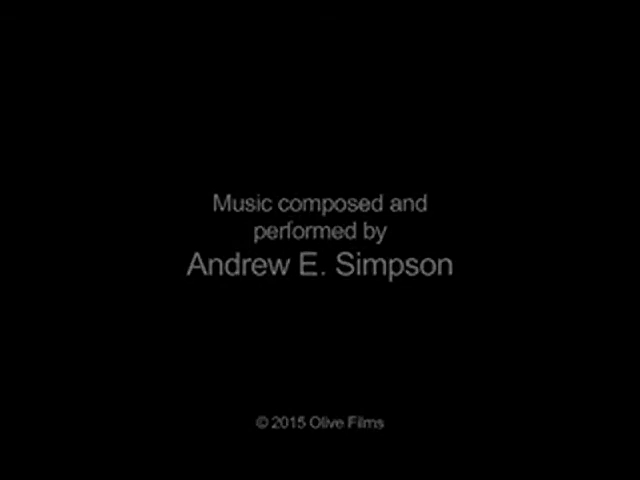 Music composed and
performed by
Andrew E. Simpson
© 2015 Olive Films